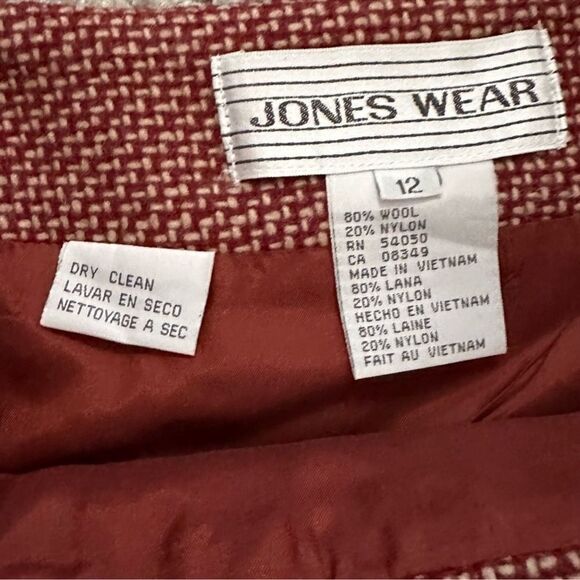 JONES WEAR
12
80% WOOL
20% NYLON
RN 54050
CA 08349
MADE IN VIETNAM
80% LANA
20% NYLON
HECHO EN VIETNAM
80% LAINE
20% NYLON
FAIT AU VIETNAM
DRY CLEAN
LAVAR EN SECO
NETTOYAGE A SEC